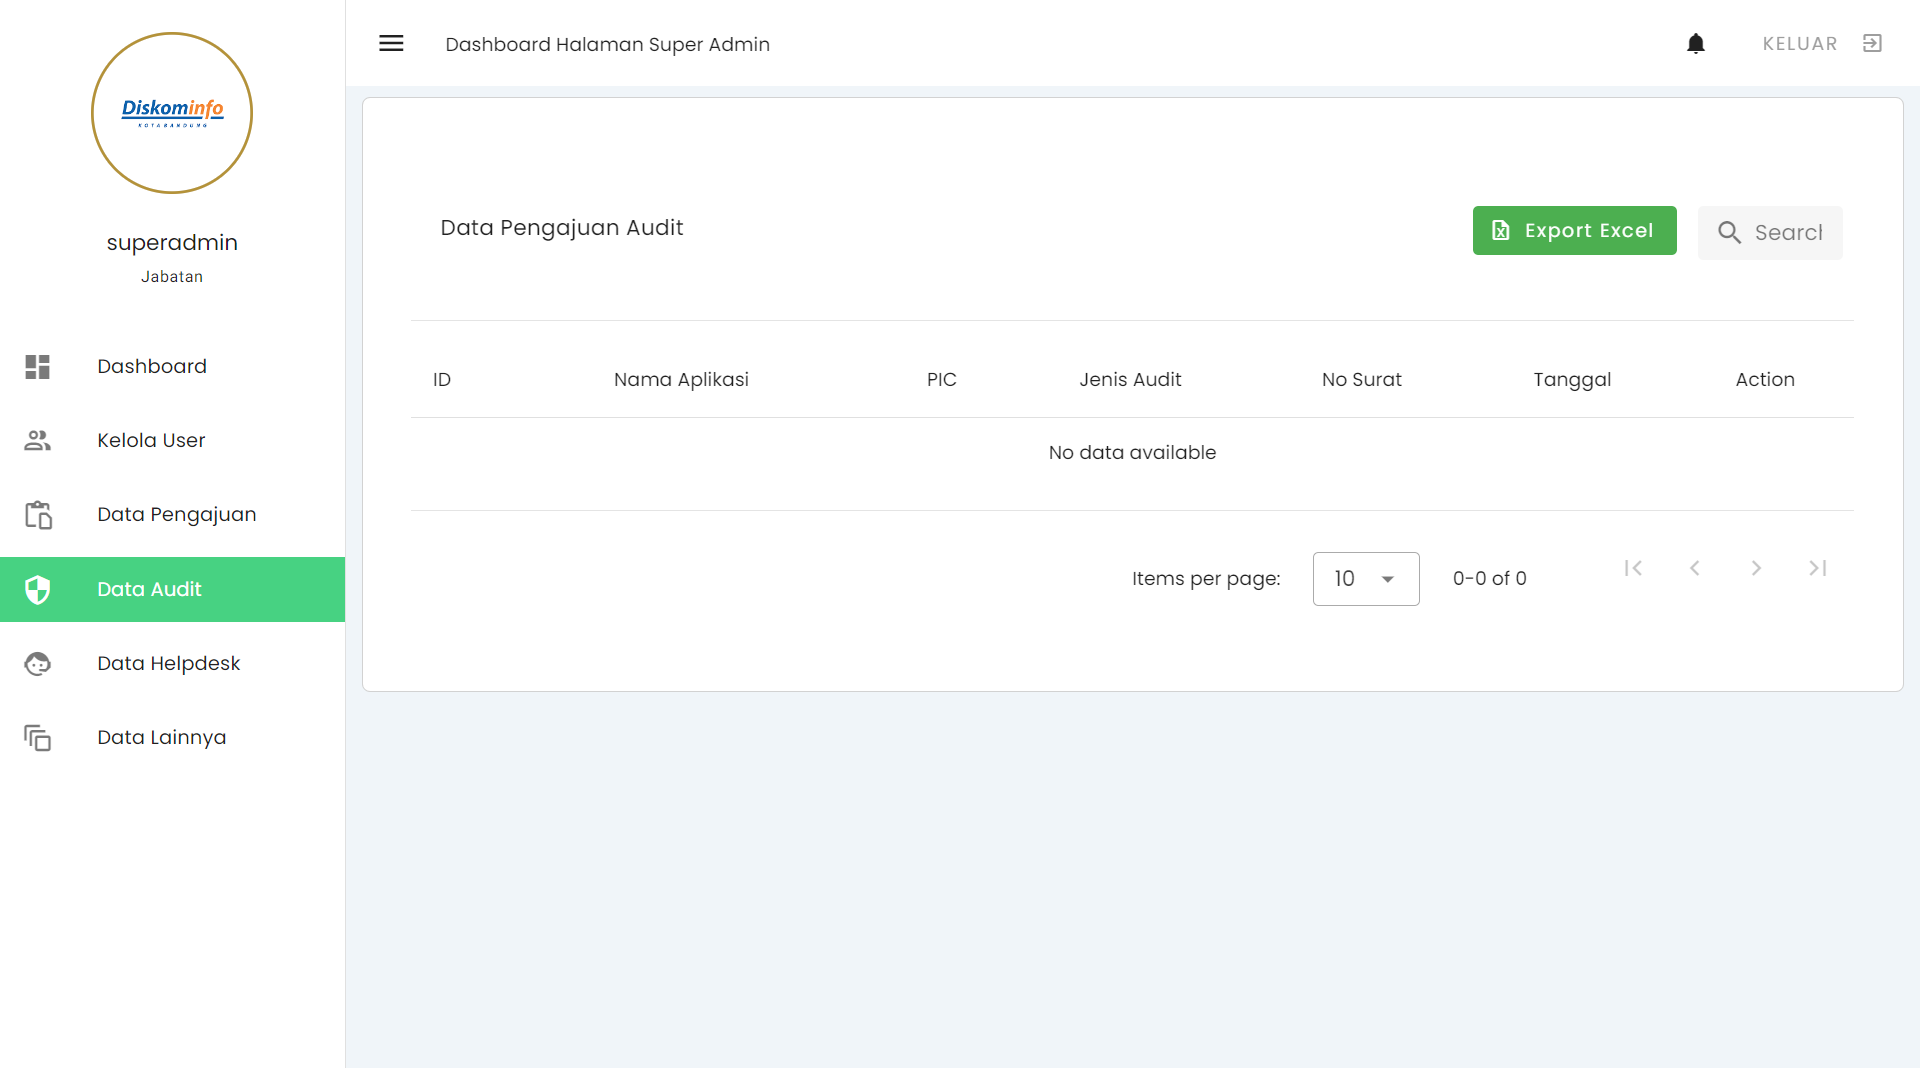 Diskominfo
KOTA BANDUNG
superadmin
Jabatan
Dashboard
Kelola User
Data Pengajuan
Data Audit
Data Helpdesk
Data Lainnya
Dashboard Halaman Super Admin
KELUAR
Data Pengajuan Audit
Export Excel
Search
ID Nama Aplikasi PIC Jenis Audit No Surat Tanggal Action
No data available
Items per page: 10 0-0 of 0